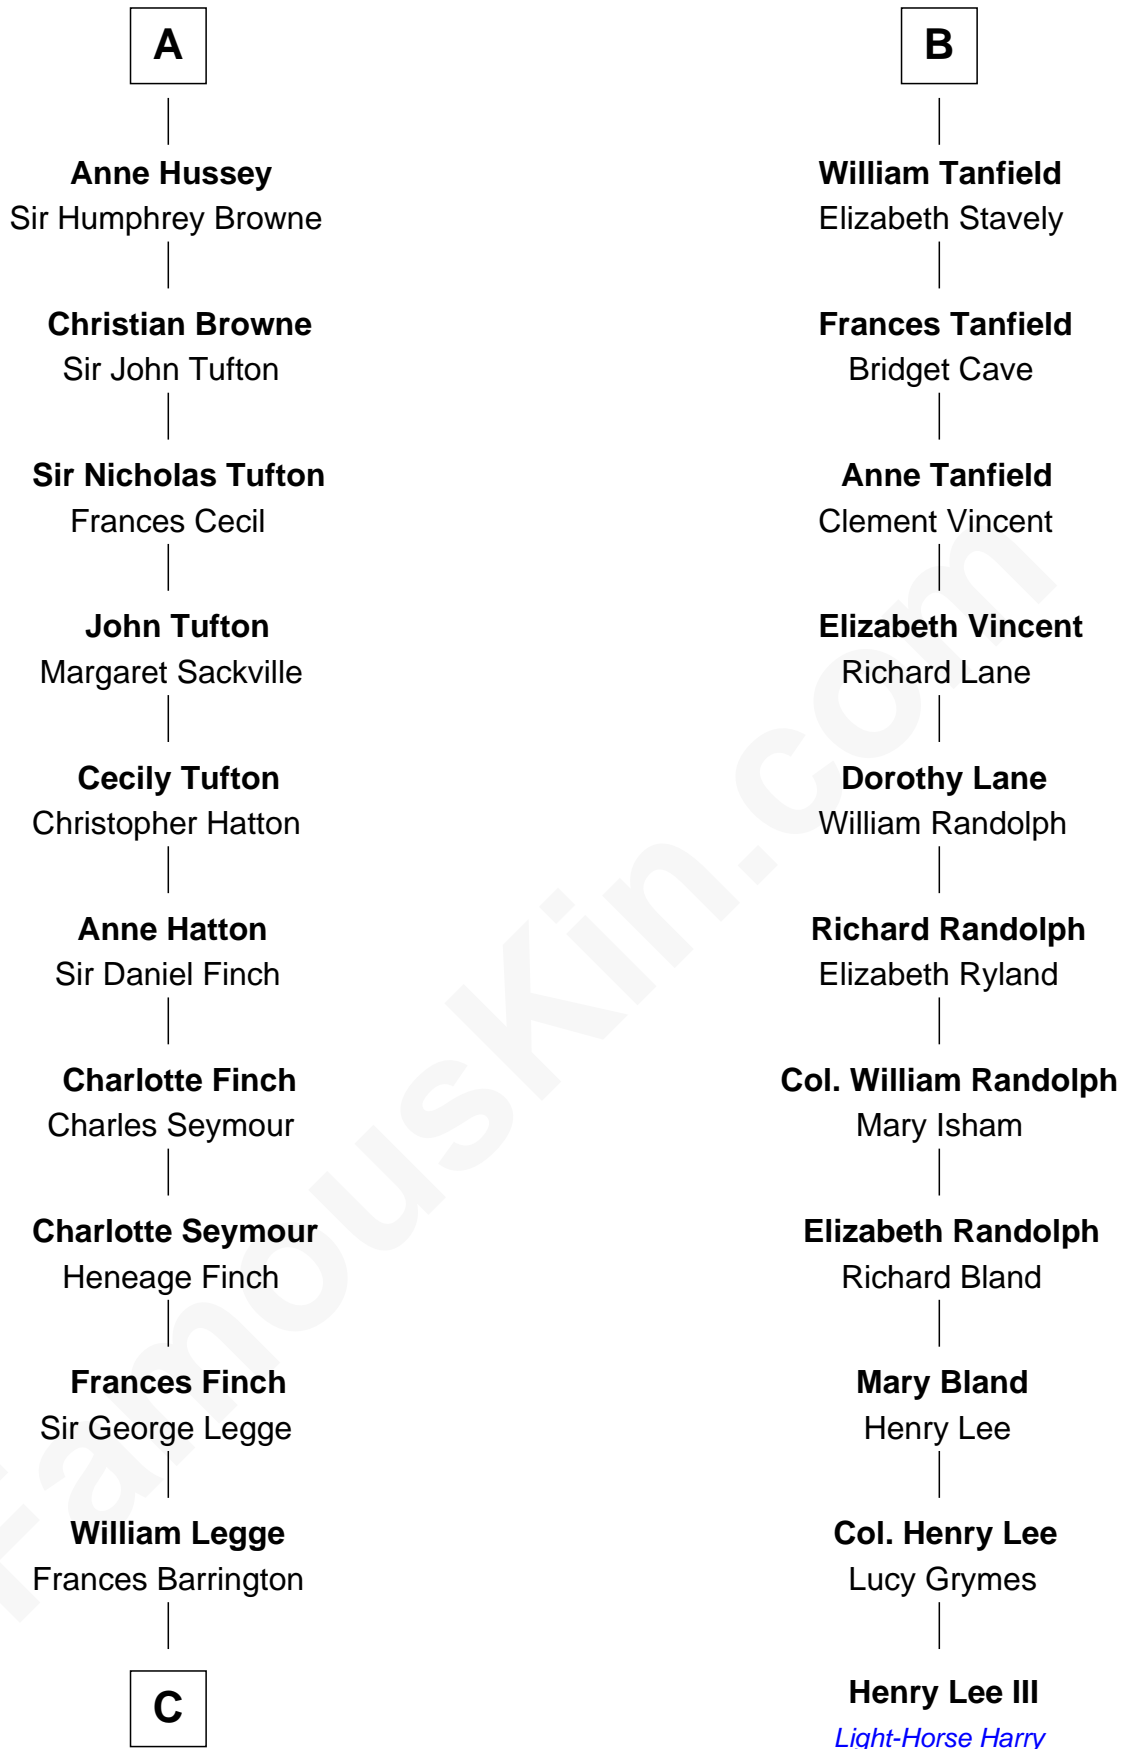 A
Anne Hussey
Sir Humphrey Browne
Christian Browne
Sir John Tufton
Sir Nicholas Tufton
Frances Cecil
John Tufton
Margaret Sackville
Cecily Tufton
Christopher Hatton
Anne Hatton
Sir Daniel Finch
Charlotte Finch
Charles Seymour
Charlotte Seymour
Heneage Finch
Frances Finch
Sir George Legge
William Legge
Frances Barrington
C
B
William Tanfield
Elizabeth Stavely
Frances Tanfield
Bridget Cave
Anne Tanfield
Clement Vincent
Elizabeth Vincent
Richard Lane
Dorothy Lane
William Randolph
Richard Randolph
Elizabeth Ryland
Col. William Randolph
Mary Isham
Elizabeth Randolph
Richard Bland
Mary Bland
Henry Lee
Col. Henry Lee
Lucy Grymes
Henry Lee III
Light-Horse Harry
FamousKin.com